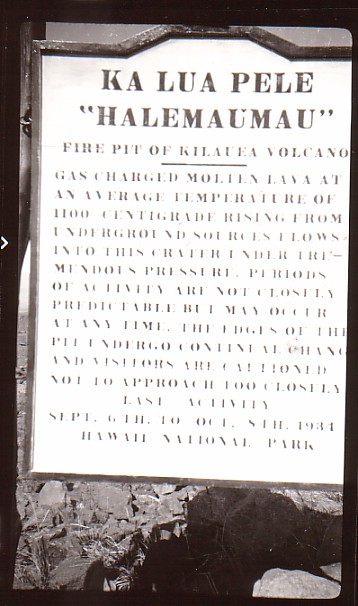 KA LUA PELE
"HALEMAUMAU"
FIRE PIT OF KILAUEA VOLCANO
GAS CHARGED MOLTEN LAVA AT
AN AVERAGE TEMPERATURE OF
1100 CENTIGRADE RISING FROM
UNDERGROUND SOURCES FLOWS
INTO THIS CRATER UNDER TRE-
MENDOUS PRESSURE. PERIODS
OF ACTIVITY ARE NOT CLOSELY
PREDICTABLE BUT MAY OCCUR
AT ANY TIME. THE EDGES OF THE
PIT UNDERGO CONTINUAL CHANG
AND VISITORS ARE CAUTIONED
NOT TO APPROACH TOO CLOSELY
LAST ACTIVITY
SEPT. 6TH. TO OCT. 8TH. 1934
HAWAII NATIONAL PARK